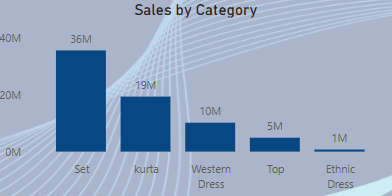 Sales by Category
40M
36M
20M
19M
10M
5M
1M
0M
Set
kurta
Western
Dress
Top
Ethnic
Dress